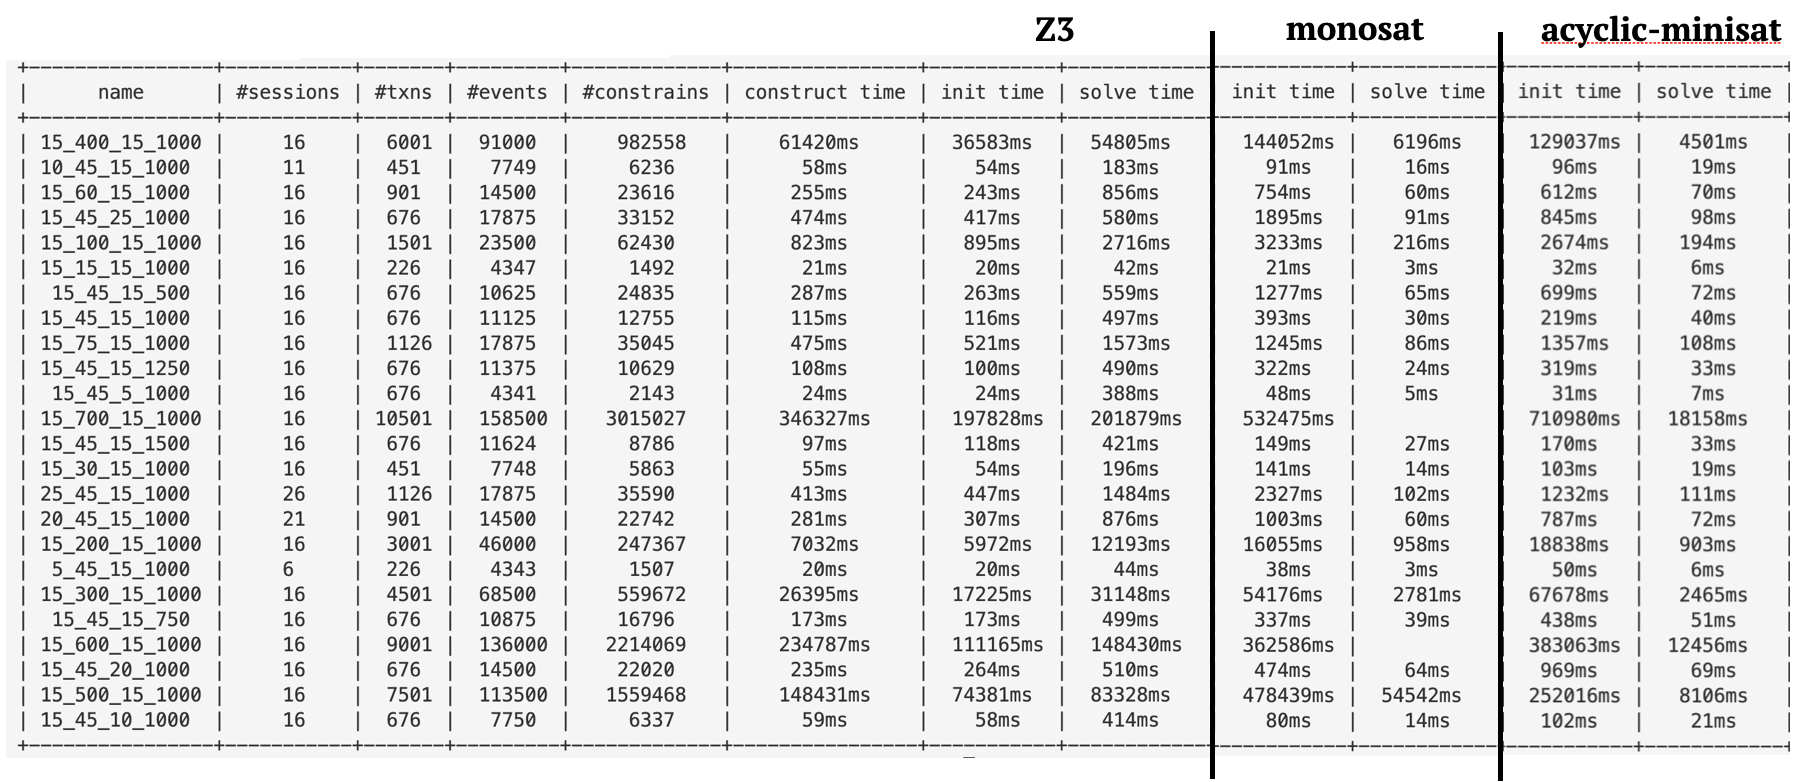 Z3 monosat acyclic-minisat
name #sessions #txns #events #constrains construct time init time solve time init time solve time init time solve time
15_400_15_1000 16 6001 91000 982558 61420ms 36583ms 54805ms 144052ms 6196ms 129037ms 4501ms
10_45_15_1000 11 451 7749 6236 58ms 54ms 183ms 91ms 16ms 96ms 19ms
15_60_15_1000 16 901 14500 23616 255ms 243ms 856ms 754ms 60ms 612ms 70ms
15_45_25_1000 16 676 17875 33152 474ms 417ms 580ms 1895ms 91ms 845ms 98ms
15_100_15_1000 16 1501 23500 62430 823ms 895ms 2716ms 3233ms 216ms 2674ms 194ms
15_15_15_1000 16 226 4347 1492 21ms 20ms 42ms 21ms 3ms 32ms 6ms
15_45_15_500 16 676 10625 24835 287ms 263ms 559ms 1277ms 65ms 699ms 72ms
15_45_15_1000 16 676 11125 12755 115ms 116ms 497ms 393ms 30ms 219ms 40ms
15_75_15_1000 16 1126 17875 35045 475ms 521ms 1573ms 1245ms 86ms 1357ms 108ms
15_45_15_1250 16 676 11375 10629 108ms 100ms 490ms 322ms 24ms 319ms 33ms
15_45_5_1000 16 676 4341 2143 24ms 24ms 388ms 48ms 5ms 31ms 7ms
15_700_15_1000 16 10501 158500 3015027 346327ms 197828ms 201879ms 532475ms 710980ms 18158ms
15_45_15_1500 16 676 11624 8786 97ms 118ms 421ms 149ms 27ms 170ms 33ms
15_30_15_1000 16 451 7748 5863 55ms 54ms 196ms 141ms 14ms 103ms 19ms
25_45_15_1000 26 1126 17875 35590 413ms 447ms 1484ms 2327ms 102ms 1232ms 111ms
20_45_15_1000 21 901 14500 22742 281ms 307ms 876ms 1003ms 60ms 787ms 72ms
15_200_15_1000 16 3001 46000 247367 7032ms 5972ms 12193ms 16055ms 958ms 18838ms 903ms
5_45_15_1000 6 226 4343 1507 20ms 20ms 44ms 38ms 3ms 50ms 6ms
15_300_15_1000 16 4501 68500 559672 26395ms 17225ms 31148ms 54176ms 2781ms 67678ms 2465ms
15_45_15_750 16 676 10875 16796 173ms 173ms 499ms 337ms 39ms 438ms 51ms
15_600_15_1000 16 9001 136000 2214069 234787ms 111165ms 148430ms 362586ms 383063ms 12456ms
15_45_20_1000 16 676 14500 22020 235ms 264ms 510ms 474ms 64ms 969ms 69ms
15_500_15_1000 16 7501 113500 1559468 148431ms 74381ms 83328ms 478439ms 54542ms 252016ms 8106ms
15_45_10_1000 16 676 7750 6337 59ms 58ms 414ms 80ms 14ms 102ms 21ms